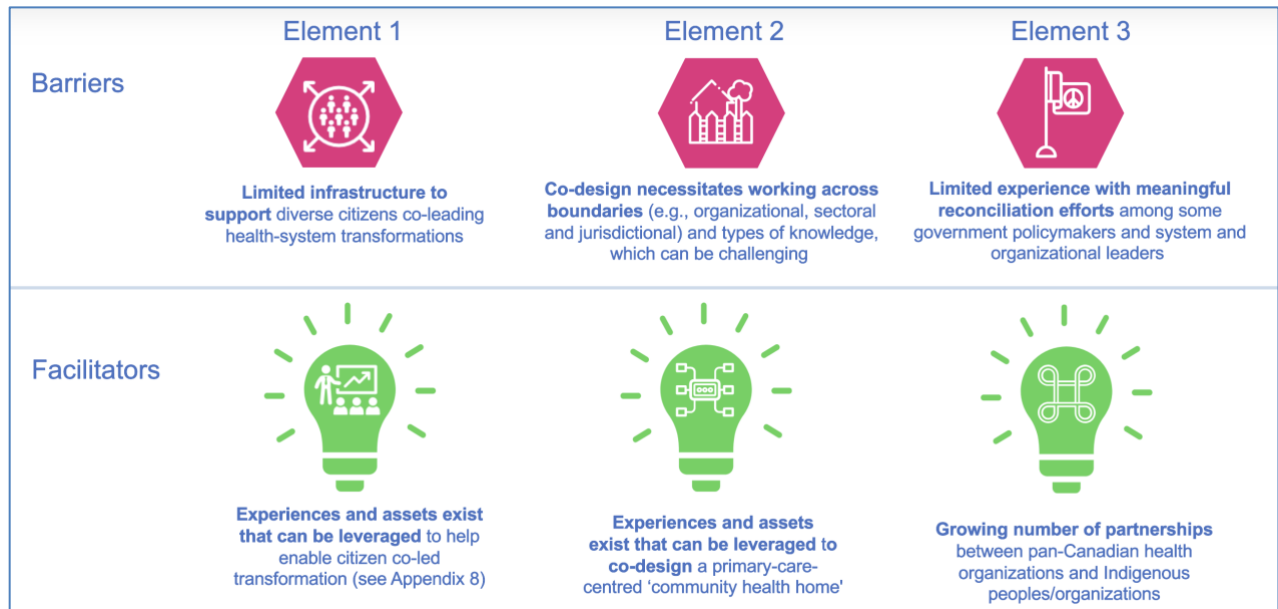 Element 1
Element 2
Element 3
Barriers
Limited infrastructure to
support diverse citizens co-leading
health-system transformations
Co-design necessitates working across
boundaries (e.g., organizational, sectoral
and jurisdictional) and types of knowledge,
which can be challenging
Limited experience with meaningful
reconciliation efforts among some
government policymakers and system and
organizational leaders
Facilitators
Experiences and assets exist
that can be leveraged to help
enable citizen co-led
transformation (see Appendix 8)
Experiences and assets
exist that can be leveraged to
co-design a primary-care-
centred ‘community health home'
Growing number of partnerships
between pan-Canadian health
organizations and Indigenous
peoples/organizations